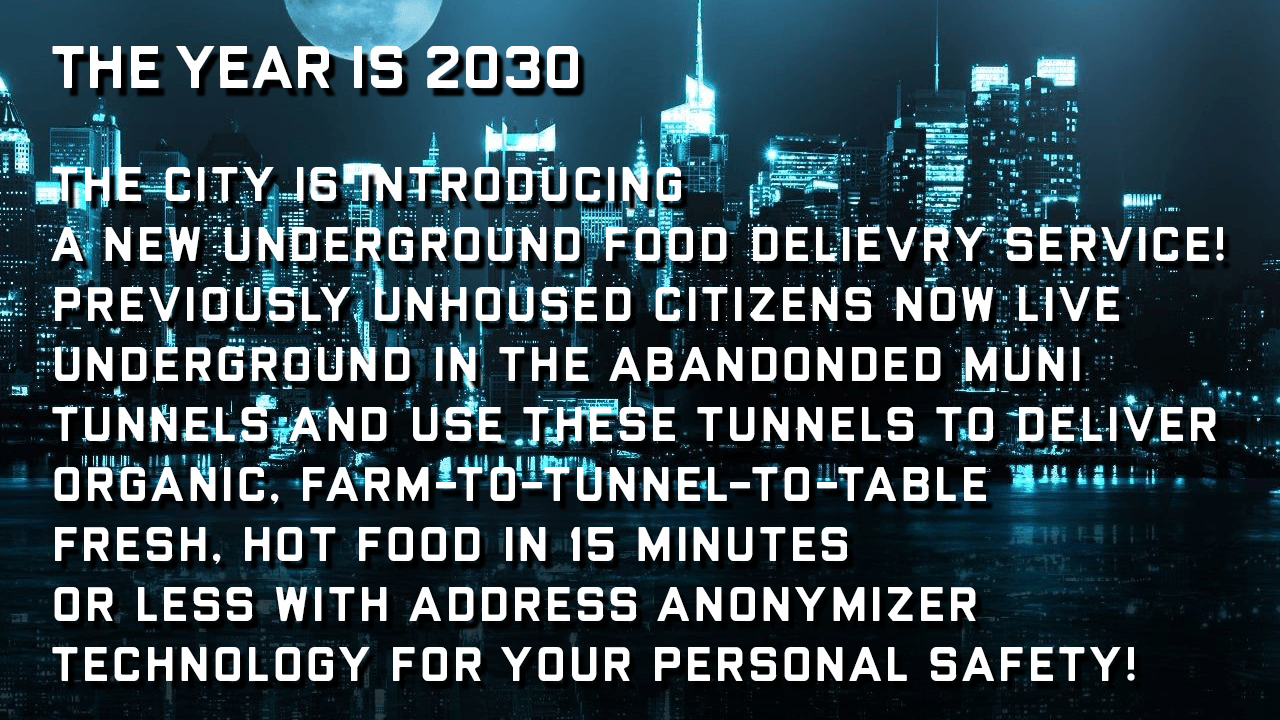 THE YEAR IS 2030
THE CITY IS INTRODUCING
A NEW UNDERGROUND FOOD DELIEVRY SERVICE!
PREVIOUSLY UNHOUSED CITIZENS NOW LIVE
UNDERGROUND IN THE ABANDONDED MUNI
TUNNELS AND USE THESE TUNNELS TO DELIVER
ORGANIC, FARM-TO-TUNNEL-TO-TABLE
FRESH, HOT FOOD IN 15 MINUTES
OR LESS WITH ADDRESS ANONYMIZER
TECHNOLOGY FOR YOUR PERSONAL SAFETY!